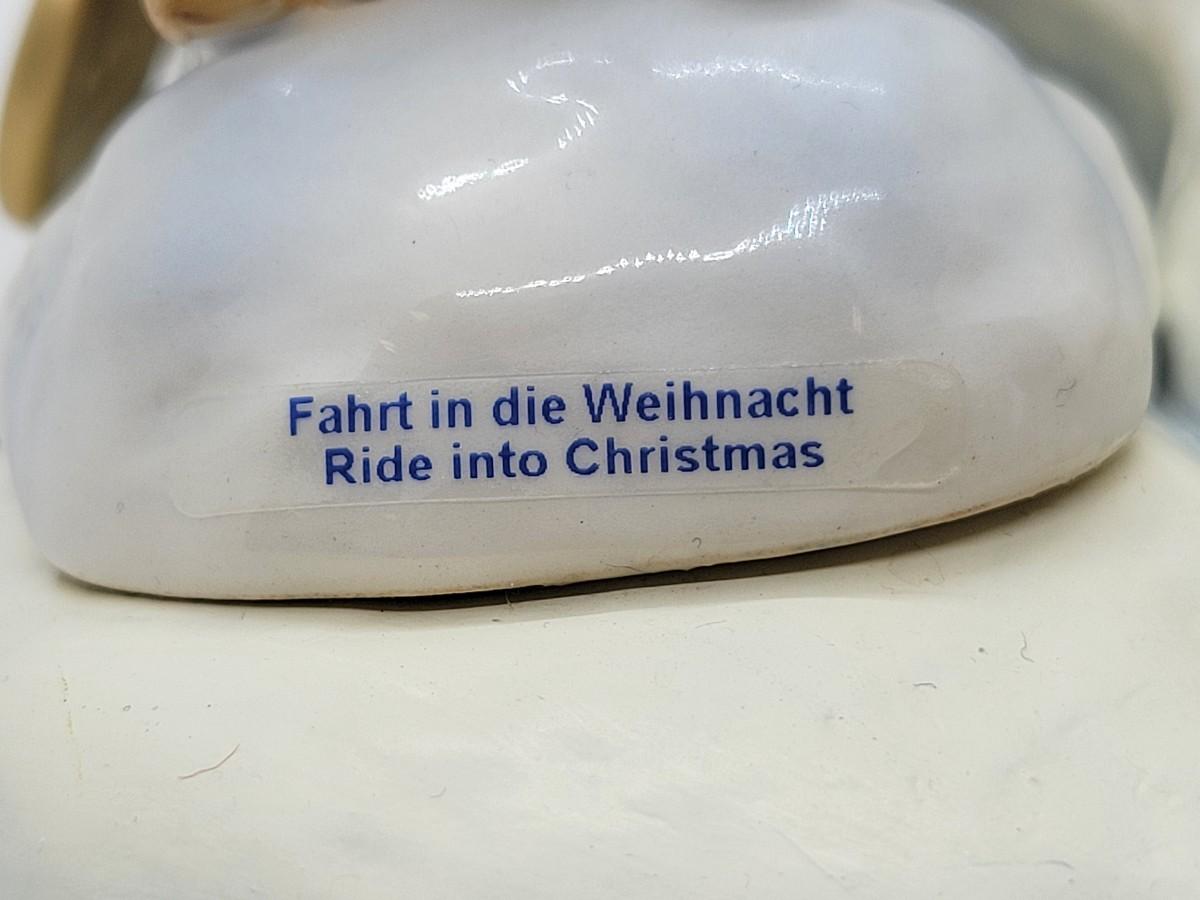 Fahrt in die Weihnacht
Ride into Christmas